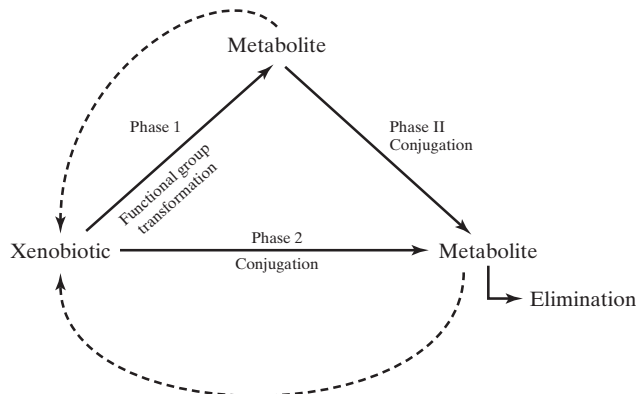 Metabolite
Phase 1
Functional group
transformation
Phase II
Conjugation
Xenobiotic
Phase 2
Conjugation
Metabolite
Elimination